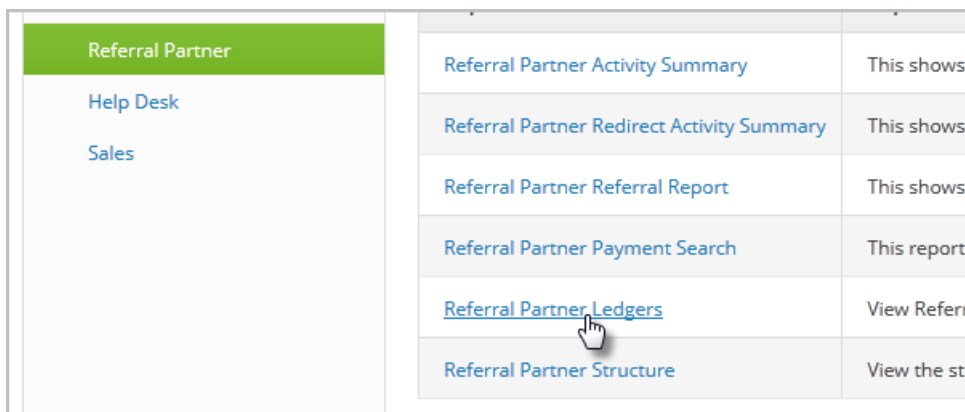 Referral Partner
Help Desk
Sales
Referral Partner Activity Summary This shows
Referral Partner Redirect Activity Summary This shows
Referral Partner Referral Report This shows
Referral Partner Payment Search This report
Referral Partner Ledgers View Referr
Referral Partner Structure View the st